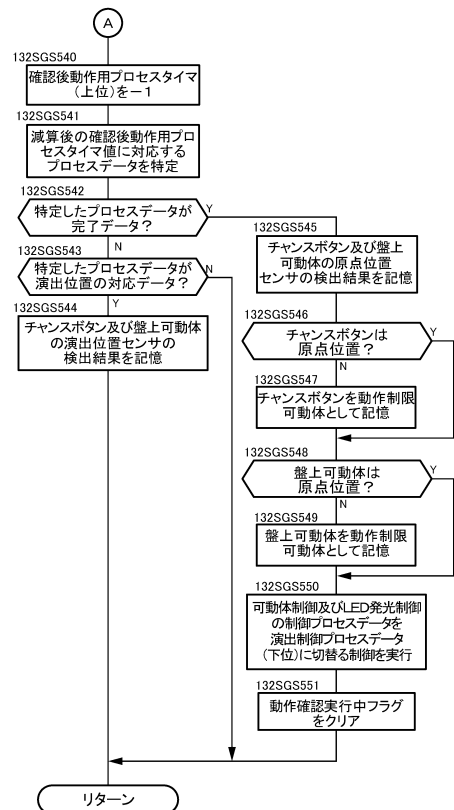 A
132SGS540
確認後動作用プロセスタイマ
(上位)を－１
132SGS541
減算後の確認後動作用プロ
セスタイマ値に対応する
プロセスデータを特定
132SGS542
特定したプロセスデータが
完了データ？
Y
N
132SGS543
特定したプロセスデータが
演出位置の対応データ？
N
Y
132SGS544
チャンスボタン及び盤上可動体
の演出位置センサの
検出結果を記憶
132SGS545
チャンスボタン及び盤上
可動体の原点位置
センサの検出結果を記憶
132SGS546
チャンスボタンは
原点位置？
Y
N
132SGS547
チャンスボタンを動作制限
可動体として記憶
132SGS548
盤上可動体は
原点位置？
Y
N
132SGS549
盤上可動体を動作制限
可動体として記憶
132SGS550
可動体制御及びLED発光制御
の制御プロセスデータを
演出制御プロセスデータ
(下位)に切替る制御を実行
132SGS551
動作確認実行中フラグ
をクリア
リターン